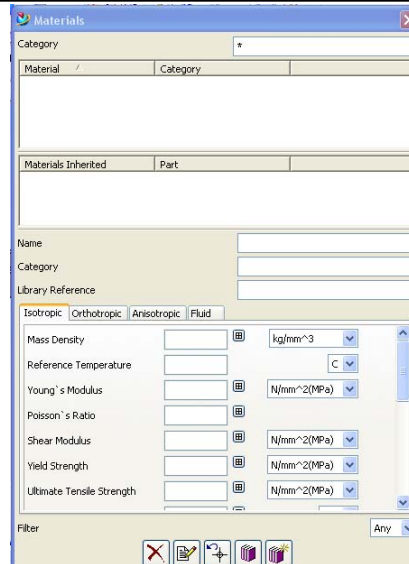 Materials
Category *
Material Category
Materials Inherited Part
Name
Category
Library Reference
Isotropic Orthotropic Anisotropic Fluid
Mass Density kg/mm^3
Reference Temperature C
Young`s Modulus N/mm^2(MPa)
Poisson`s Ratio
Shear Modulus N/mm^2(MPa)
Yield Strength N/mm^2(MPa)
Ultimate Tensile Strength N/mm^2(MPa)
Filter Any